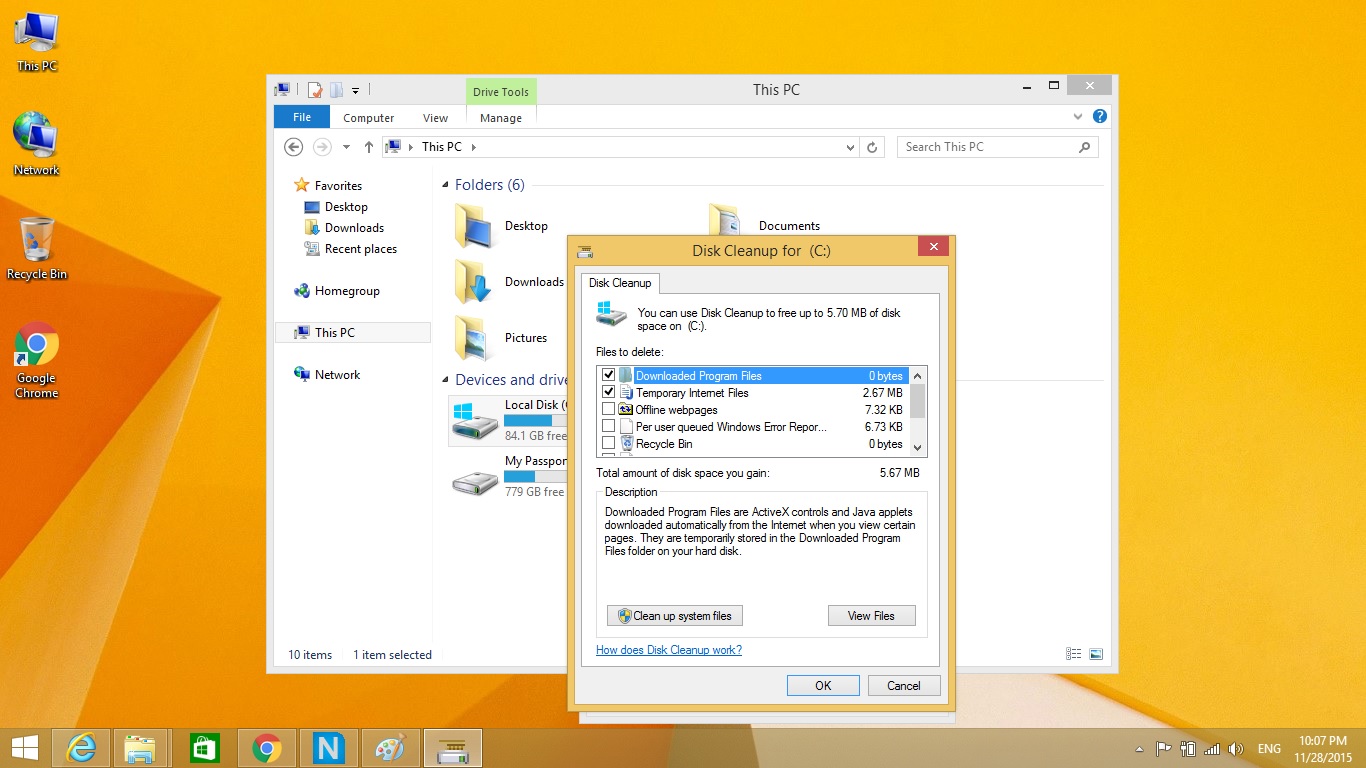 This PC
Network
Recycle Bin
Google
Chrome
Drive Tools
This PC
File
Computer
View
Manage
This PC
Search This PC
Favorites
Desktop
Downloads
Recent places
Homegroup
This PC
Network
Folders (6)
Desktop
Documents
Downloads
Pictures
Devices and drive
Local Disk (
84.1 GB free
My Passpor
779 GB free
10 items
1 item selected
Disk Cleanup for (C:)
Disk Cleanup
You can use Disk Cleanup to free up to 5.70 MB of disk
space on (C:).
Files to delete:
Downloaded Program Files 0 bytes
Temporary Internet Files 2.67 MB
Offline webpages 7.32 KB
Per user queued Windows Error Repor... 6.73 KB
Recycle Bin 0 bytes
Total amount of disk space you gain: 5.67 MB
Description
Downloaded Program Files are ActiveX controls and Java applets
downloaded automatically from the Internet when you view certain
pages. They are temporarily stored in the Downloaded Program
Files folder on your hard disk.
Clean up system files
View Files
How does Disk Cleanup work?
OK
Cancel
N
ENG
10:07 PM
11/28/2015